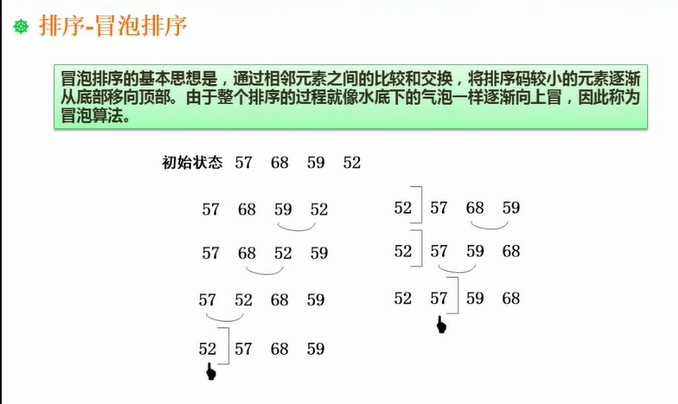 排序-冒泡排序
冒泡排序的基本思想是，通过相邻元素之间的比较和交换，将排序码较小的元素逐渐
从底部移向顶部。由于整个排序的过程就像水底下的气泡一样逐渐向上冒，因此称为
冒泡算法。
初始状态 57 68 59 52
57 68 59 52
57 68 52 59
57 52 68 59
52 57 68 59
52 57 68 59
52 57 59 68
52 57 59 68